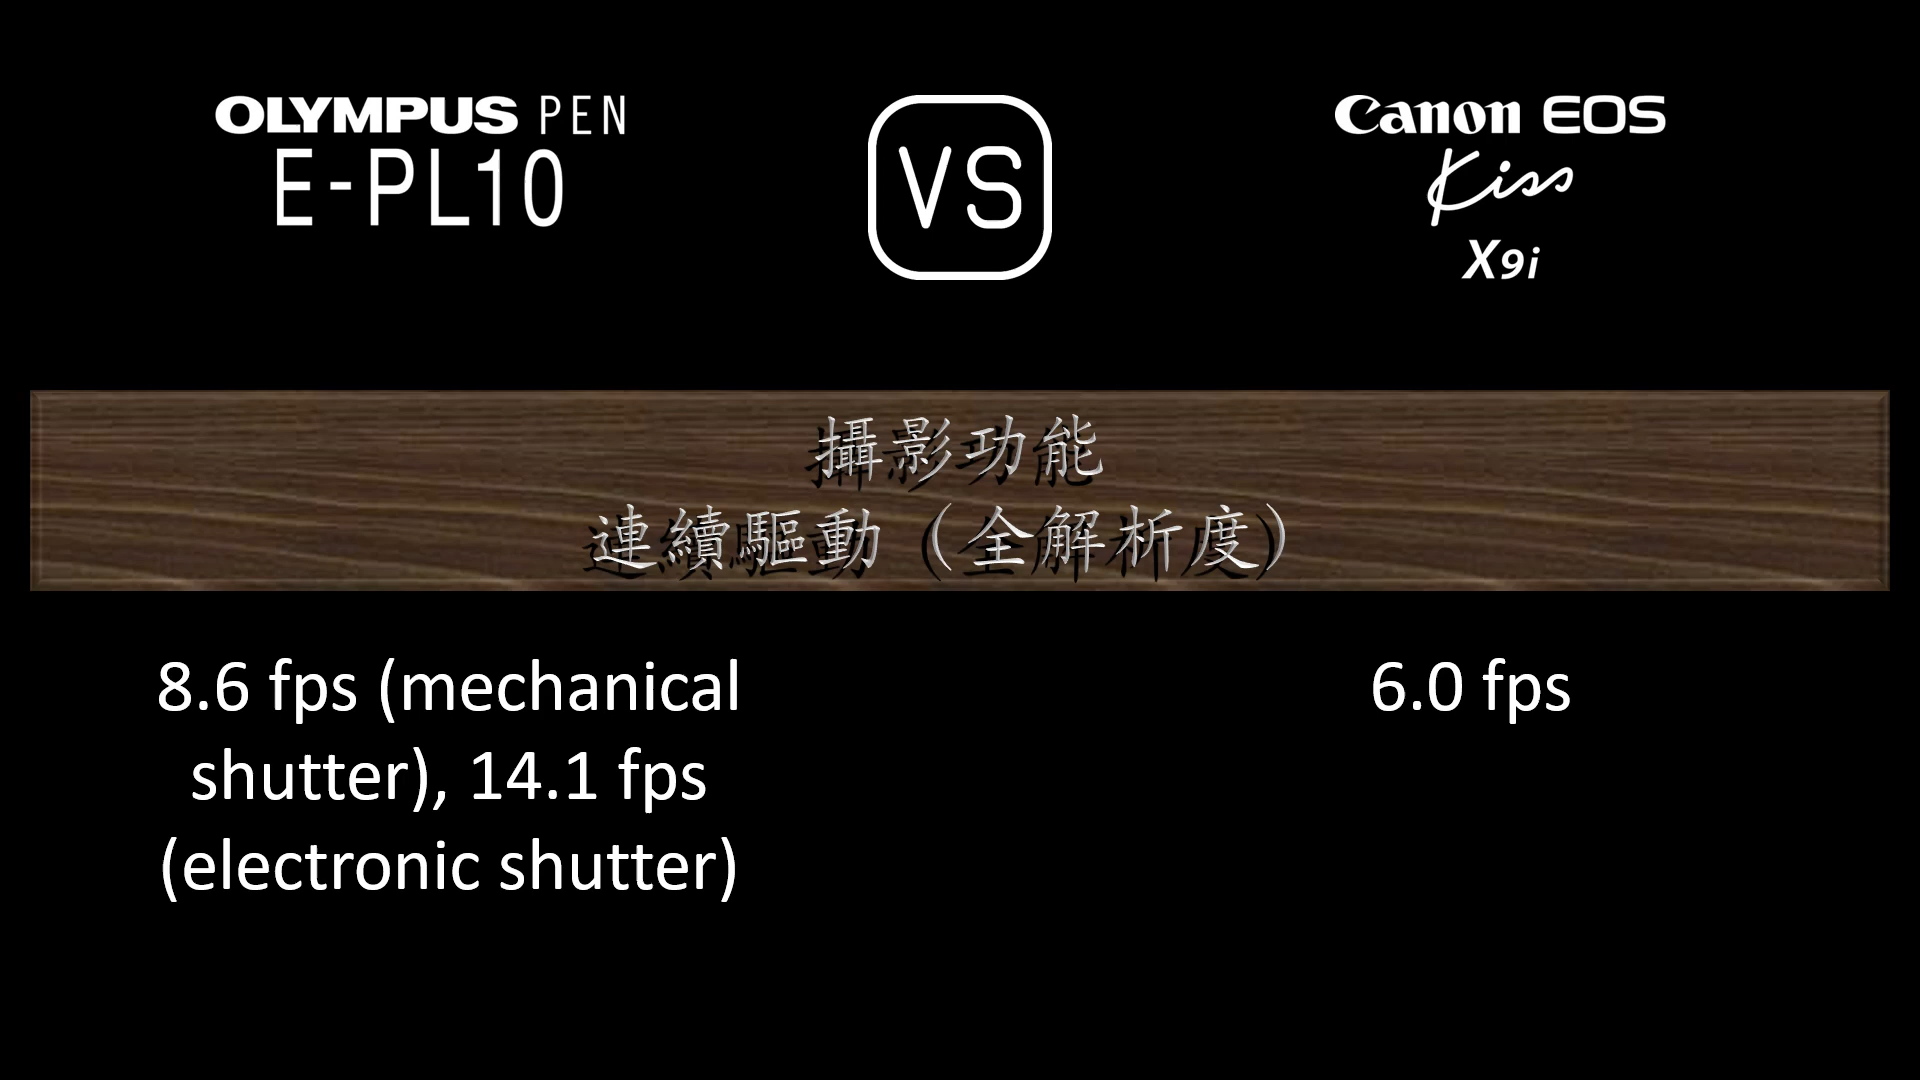 OLYMPUS PEN
E-PL10
VS
Canon EOS
Kiss
X9i
攝影功能
連續驅動（全解析度）
8.6 fps (mechanical
shutter), 14.1 fps
(electronic shutter)
6.0 fps